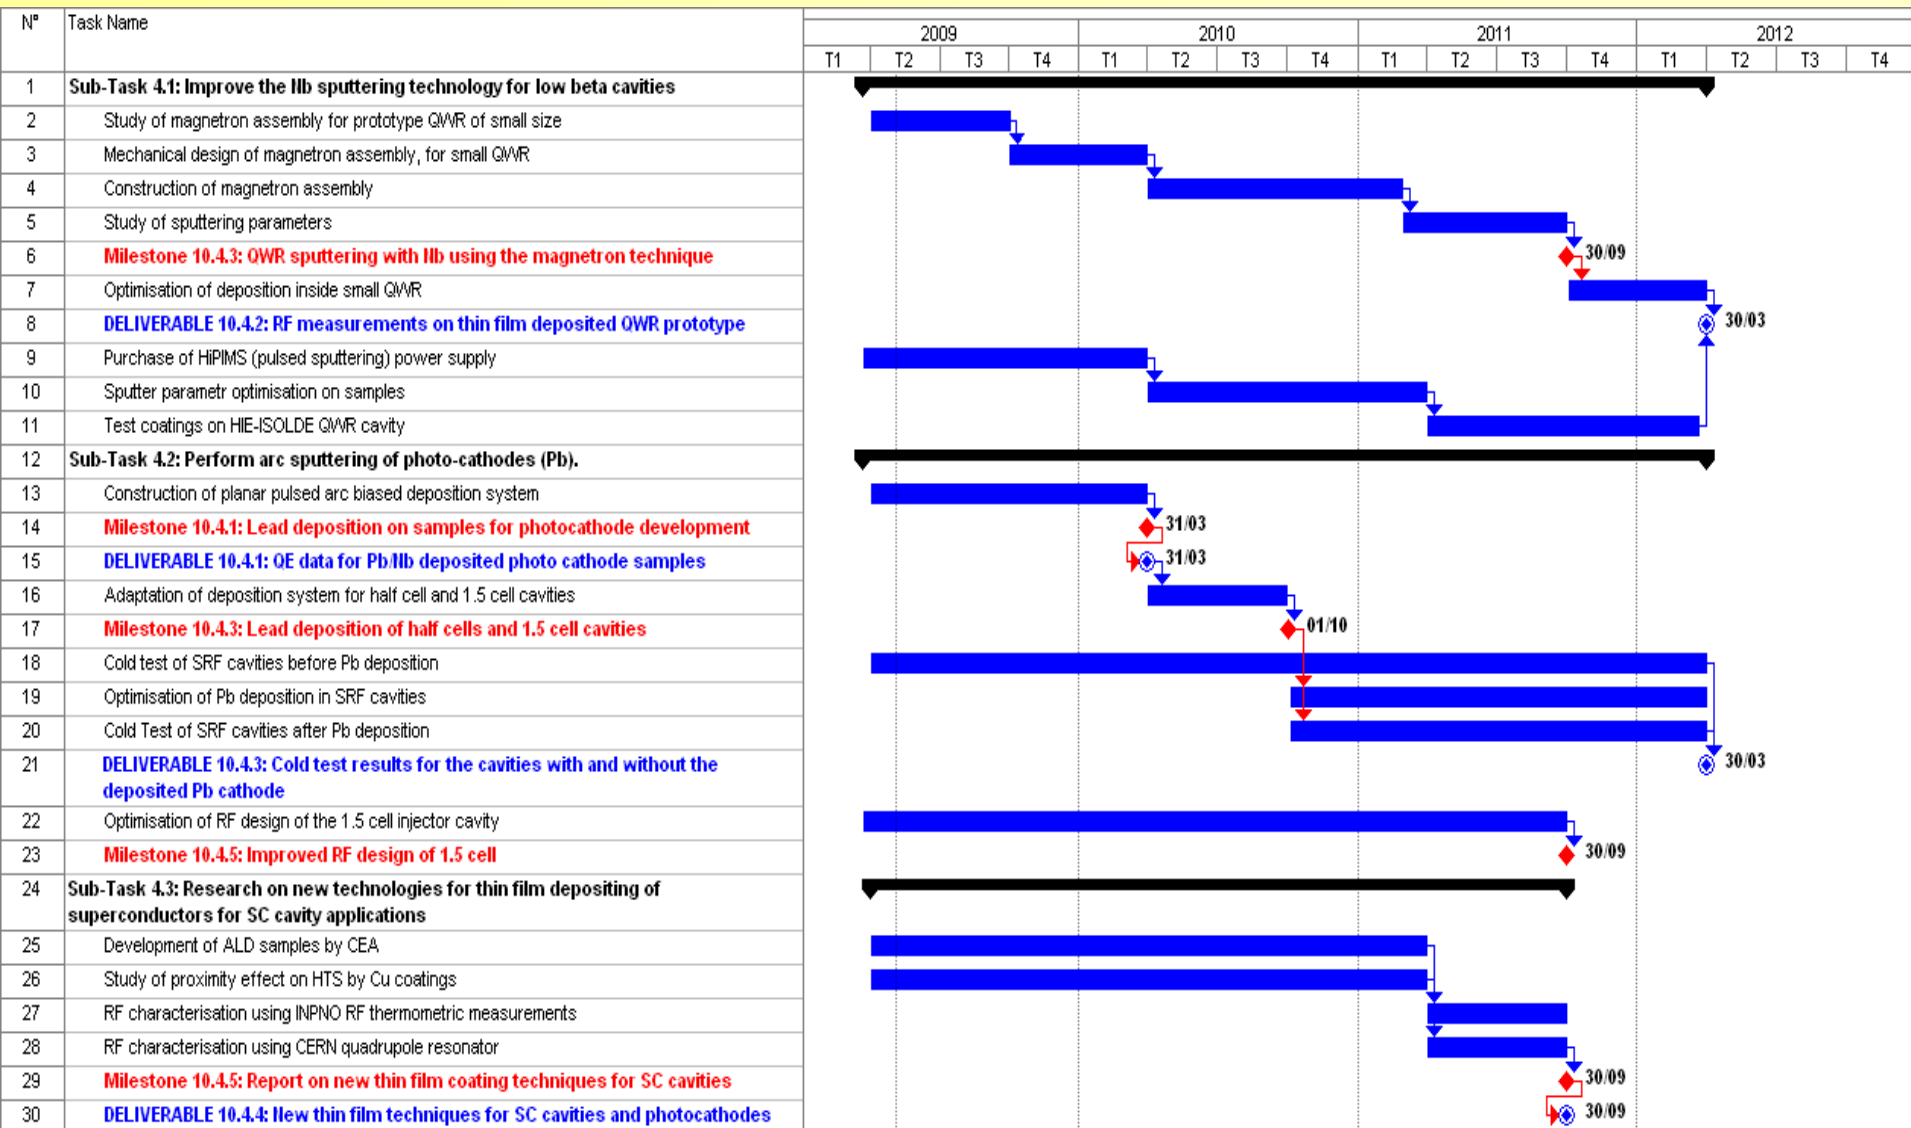 N° Task Name
2009 2010 2011 2012
T1 T2 T3 T4 T1 T2 T3 T4 T1 T2 T3 T4 T1 T2 T3 T4
1 Sub-Task 4.1: Improve the Nb sputtering technology for low beta cavities
2 Study of magnetron assembly for prototype QWR of small size
3 Mechanical design of magnetron assembly, for small QWR
4 Construction of magnetron assembly
5 Study of sputtering parameters
6 Milestone 10.4.3: QWR sputtering with Nb using the magnetron technique 30/09
7 Optimisation of deposition inside small QWR
8 DELIVERABLE 10.4.2: RF measurements on thin film deposited QWR prototype 30/03
9 Purchase of HiPIMS (pulsed sputtering) power supply
10 Sputter parametr optimisation on samples
11 Test coatings on HIE-ISOLDE QWR cavity
12 Sub-Task 4.2: Perform arc sputtering of photo-cathodes (Pb).
13 Construction of planar pulsed arc biased deposition system
14 Milestone 10.4.1: Lead deposition on samples for photocathode development 31/03
15 DELIVERABLE 10.4.1: QE data for Pb/Nb deposited photo cathode samples 31/03
16 Adaptation of deposition system for half cell and 1.5 cell cavities
17 Milestone 10.4.3: Lead deposition of half cells and 1.5 cell cavities 01/10
18 Cold test of SRF cavities before Pb deposition
19 Optimisation of Pb deposition in SRF cavities
20 Cold Test of SRF cavities after Pb deposition
21 DELIVERABLE 10.4.3: Cold test results for the cavities with and without the 30/03
deposited Pb cathode
22 Optimisation of RF design of the 1.5 cell injector cavity
23 Milestone 10.4.5: Improved RF design of 1.5 cell 30/09
24 Sub-Task 4.3: Research on new technologies for thin film depositing of
superconductors for SC cavity applications
25 Development of ALD samples by CEA
26 Study of proximity effect on HTS by Cu coatings
27 RF characterisation using INPNO RF thermometric measurements
28 RF characterisation using CERN quadrupole resonator
29 Milestone 10.4.5: Report on new thin film coating techniques for SC cavities 30/09
30 DELIVERABLE 10.4.4: New thin film techniques for SC cavities and photocathodes 30/09